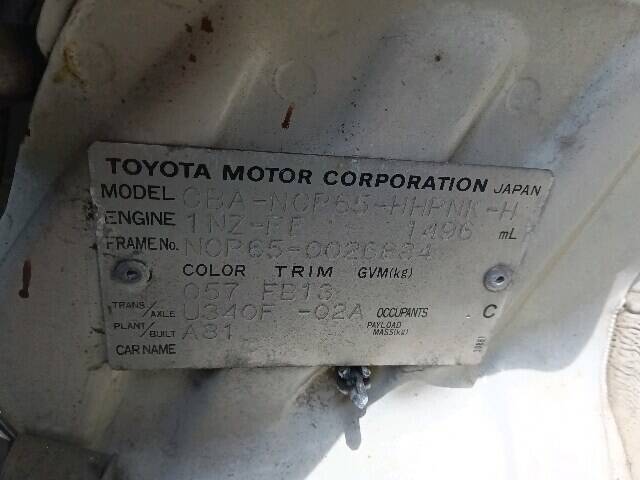 TOYOTA MOTOR CORPORATION JAPAN
MODEL CBA-NCP65-HHPNK-H
ENGINE 1NZ-FE 1496 mL
FRAME No. NCP65-0026834
COLOR TRIM GVM(kg)
057 FB13
TRANS/AXLE U340F -02A OCCUPANTS C
PLANT/BUILT A31 PAYLOAD MASS(kg)
CAR NAME